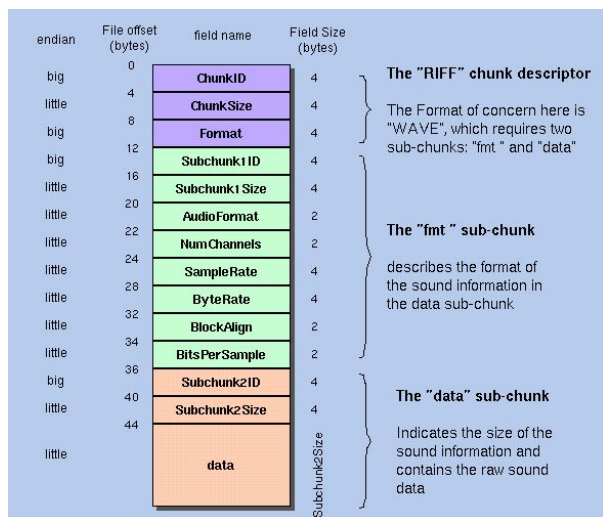 endian
File offset
(bytes)
field name
Field Size
(bytes)
0
big
ChunkID
4
4
little
ChunkSize
4
8
big
Format
4
12
big
Subchunk1 ID
4
16
little
Subchunk1 Size
4
20
little
AudioFormat
2
22
little
NumChannels
2
24
little
SampleRate
4
28
little
ByteRate
4
32
little
BlockAlign
2
34
little
BitsPerSample
2
36
big
Subchunk2ID
4
40
little
Subchunk2Size
4
44
little
data
Subchunk2Size
The "RIFF" chunk descriptor
The Format of concern here is
"WAVE", which requires two
sub-chunks: "fmt " and "data"
The "fmt " sub-chunk
describes the format of
the sound information in
the data sub-chunk
The "data" sub-chunk
Indicates the size of the
sound information and
contains the raw sound
data